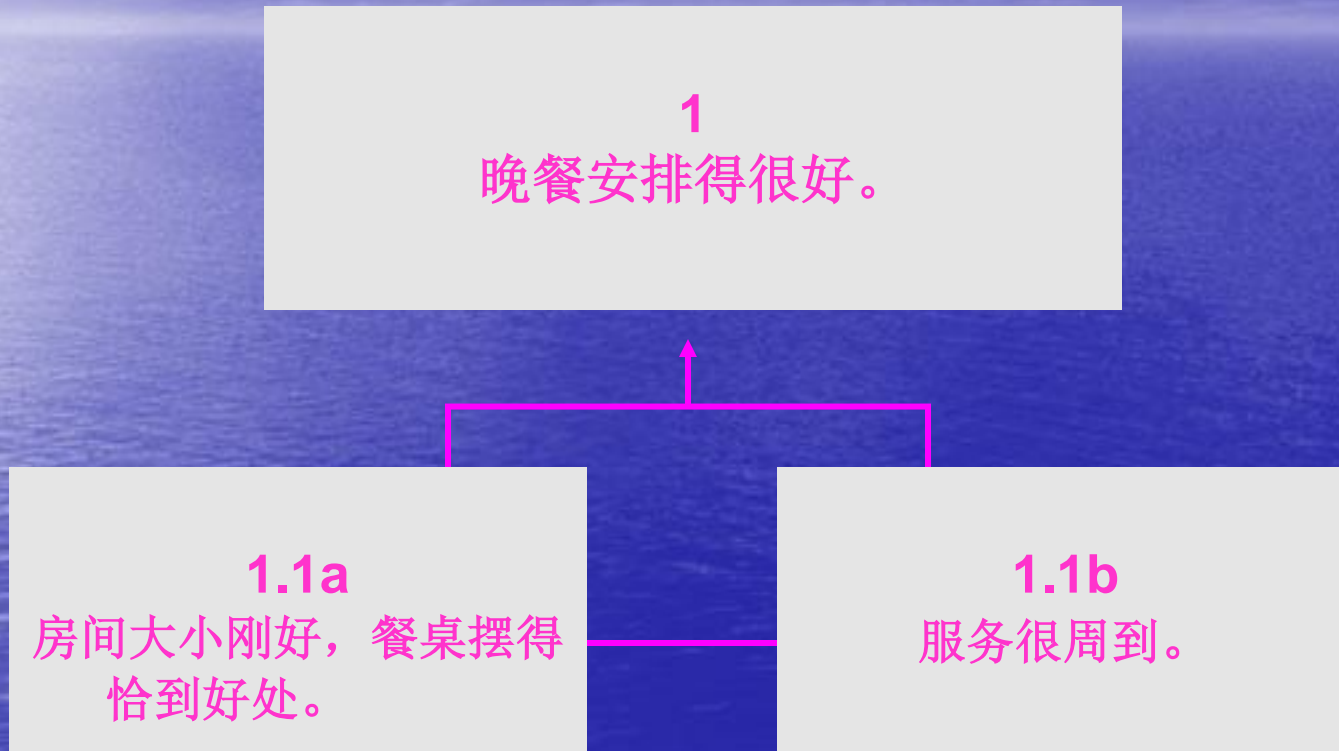 1
晚餐安排得很好。
1.1a
房间大小刚好，餐桌摆得
恰到好处。
1.1b
服务很周到。